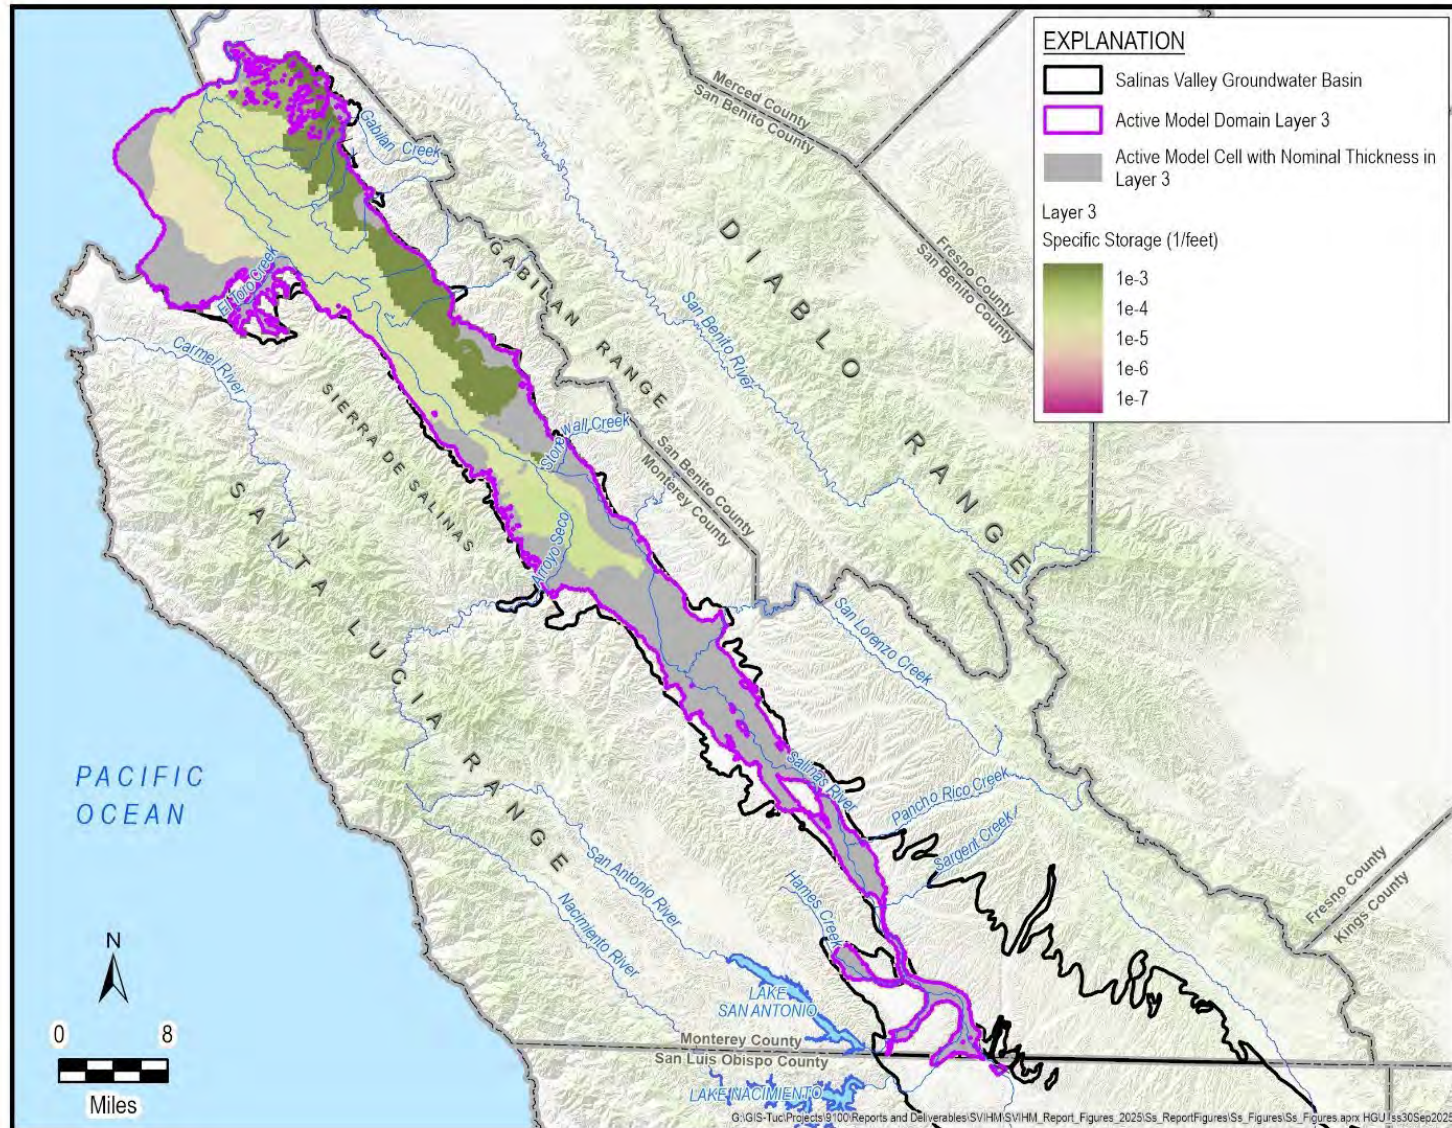 EXPLANATION
Salinas Valley Groundwater Basin
Active Model Domain Layer 3
Active Model Cell with Nominal Thickness in
Layer 3
Layer 3
Specific Storage (1/feet)
1e-3
1e-4
1e-5
1e-6
1e-7
Merced County
San Benito County
Gabilan Creek
DIABLO RANGE
Fresno County
San Benito County
GABILAN RANGE
San Benito River
El Toro Creek
Carmel River
SIERRA DE SALINAS
Stonewall Creek
San Benito County
Monterey County
SANTA LUCIA RANGE
Arroyo Seco
San Lorenzo Creek
PACIFIC
OCEAN
Salinas River
Pancho Rico Creek
Sargent Creek
San Antonio River
Nacimiento River
Hames Creek
Fresno County
Kings County
N
0 8
Miles
LAKE
SAN ANTONIO
Monterey County
San Luis Obispo County
LAKE NACIMIENTO